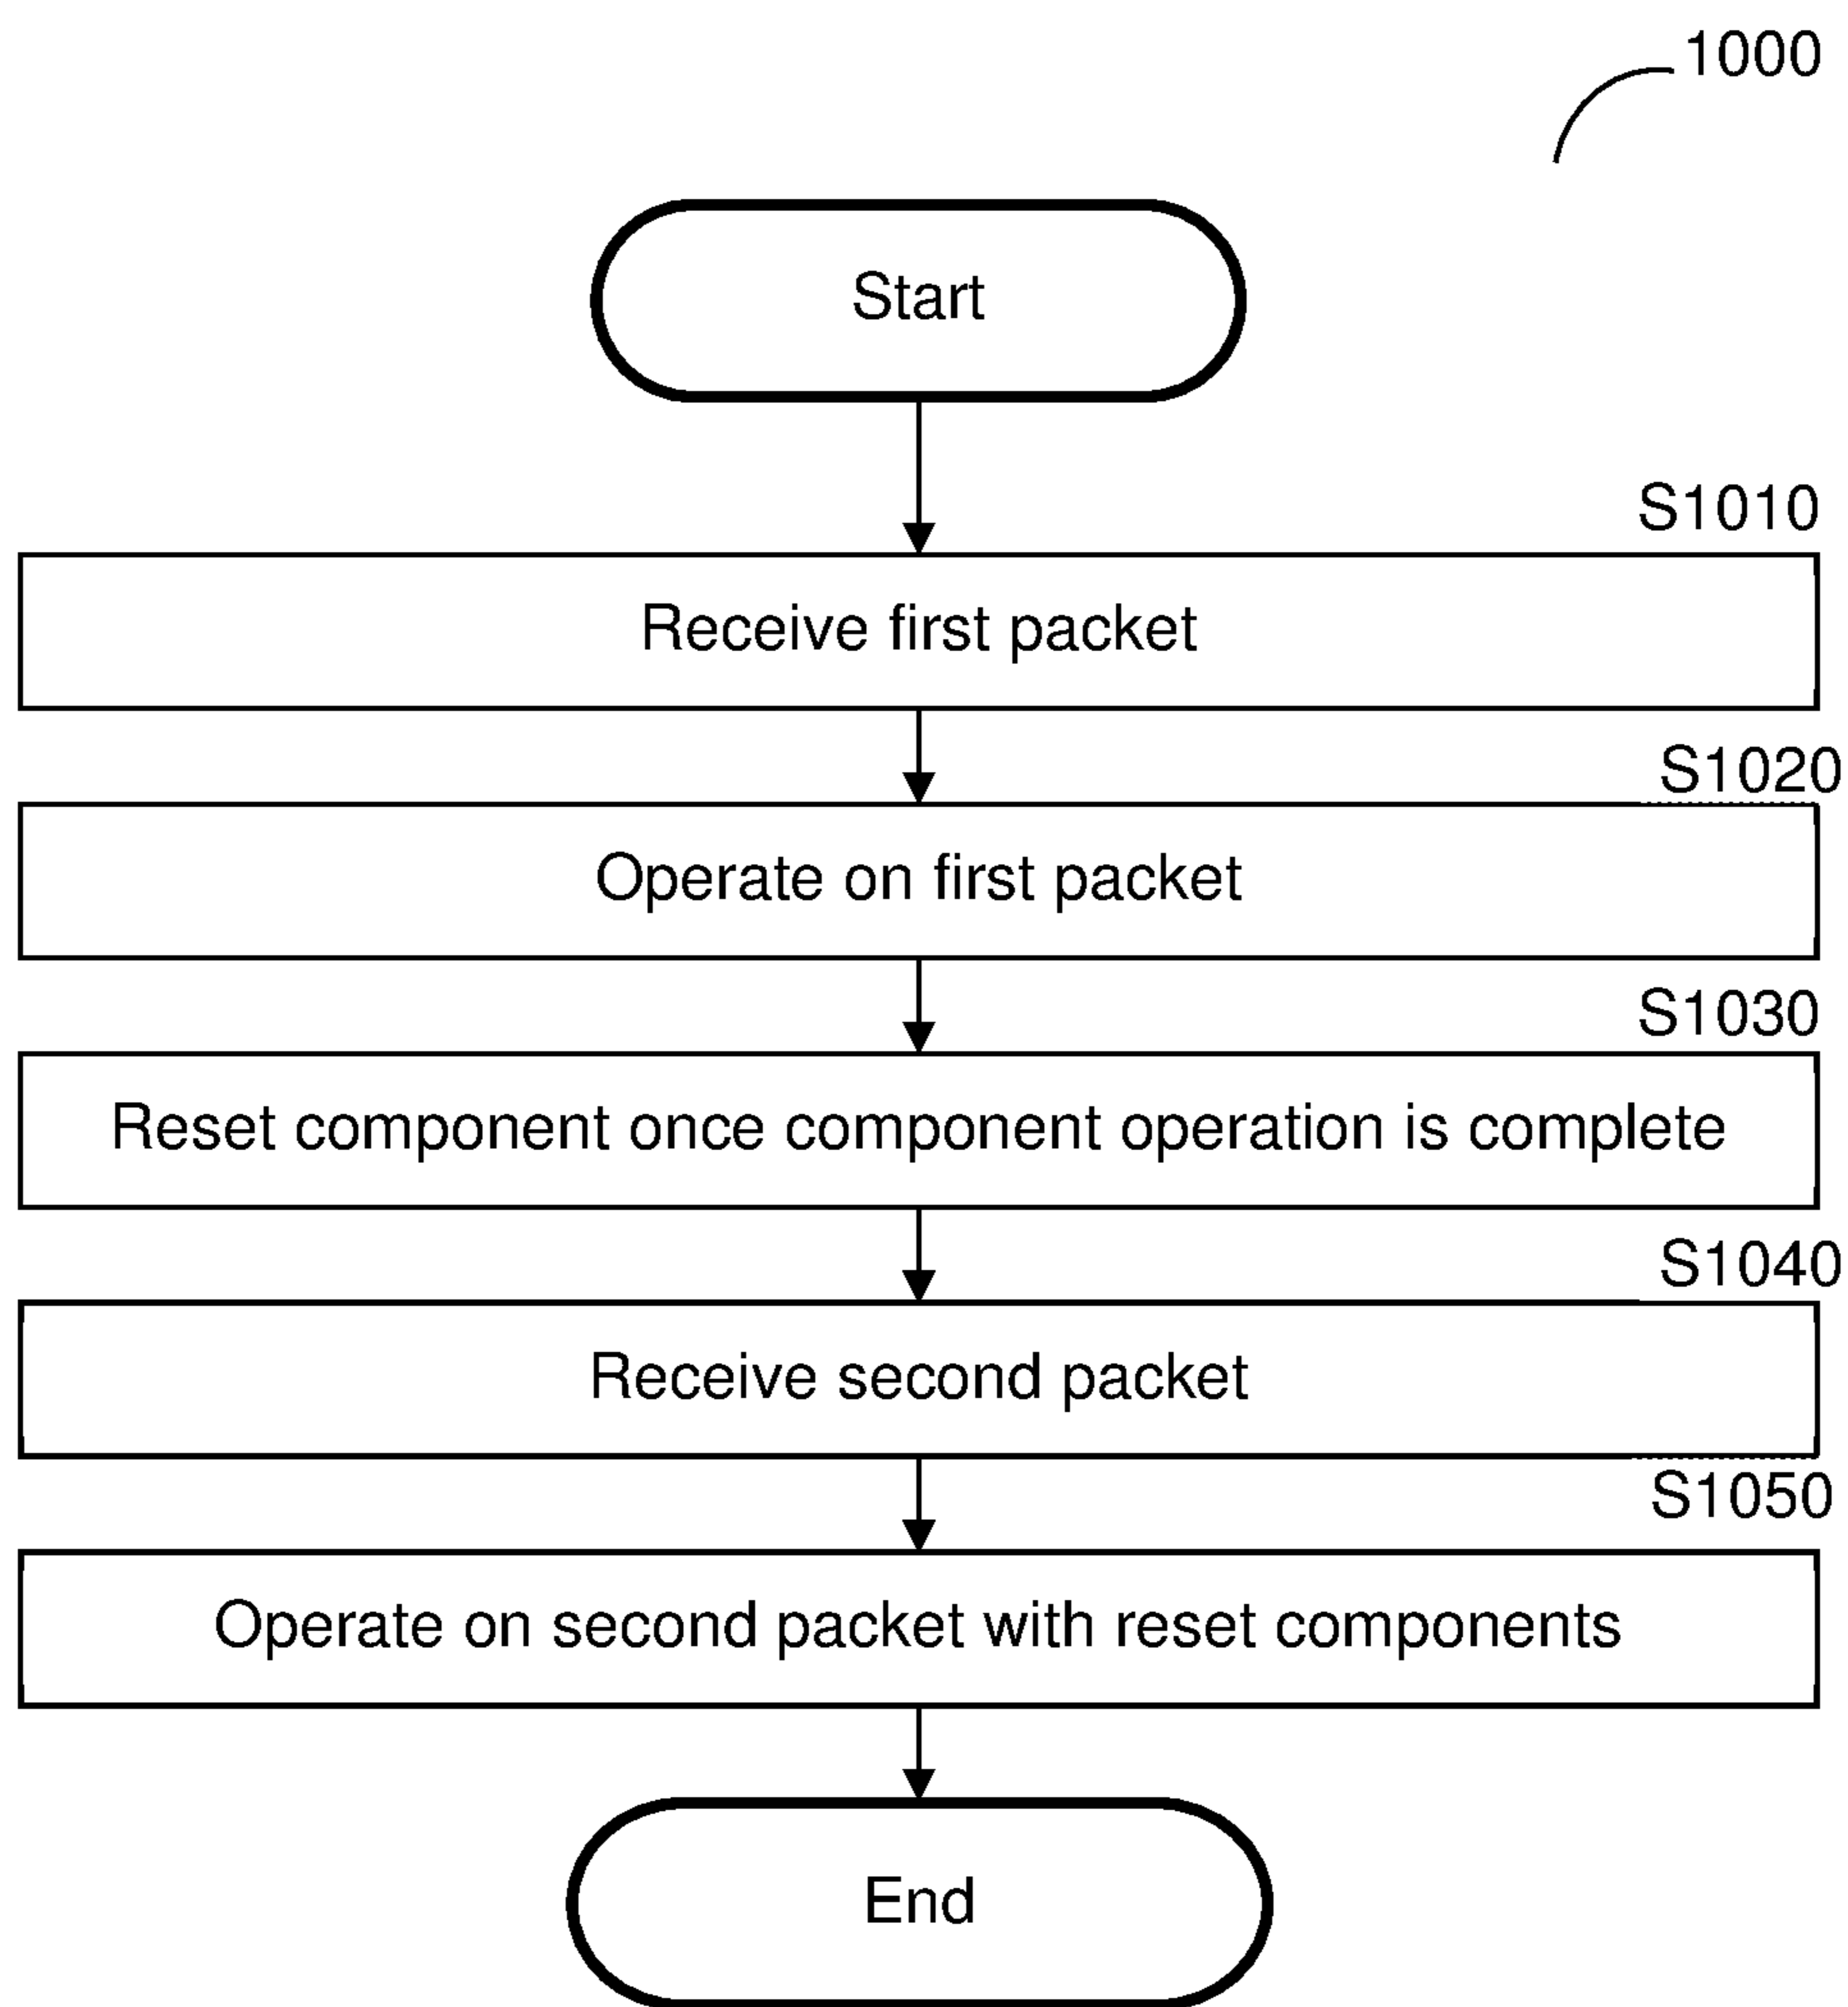 1000
Start
S1010
Receive first packet
S1020
Operate on first packet
S1030
Reset component once component operation is complete
S1040
Receive second packet
S1050
Operate on second packet with reset components
End